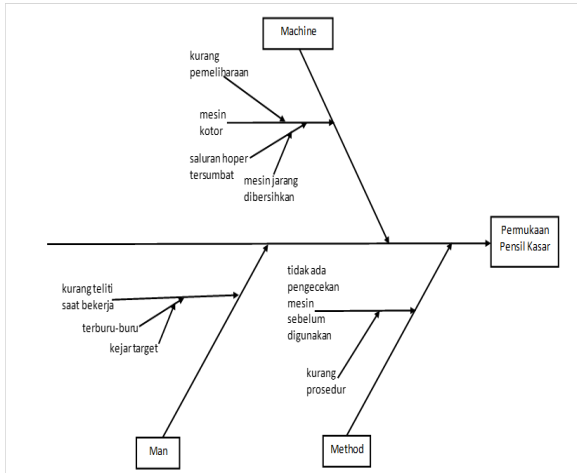 Machine
kurang
pemeliharaan
mesin
kotor
saluran hoper
tersumbat
mesin jarang
dibersihkan
Permukaan
Pensil Kasar
kurang teliti
saat bekerja
terburu-buru
kejar target
tidak ada
pengecekan
mesin
sebelum
digunakan
kurang
prosedur
Man
Method